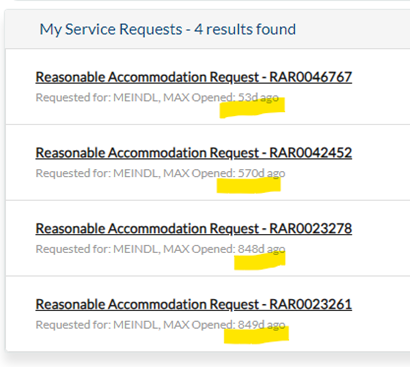 My Service Requests - 4 results found
Reasonable Accommodation Request - RAR0046767
Requested for: MEINDL, MAX Opened: 53d ago
Reasonable Accommodation Request - RAR0042452
Requested for: MEINDL, MAX Opened: 570d ago
Reasonable Accommodation Request - RAR0023278
Requested for: MEINDL, MAX Opened: 848d ago
Reasonable Accommodation Request - RAR0023261
Requested for: MEINDL, MAX Opened: 849d ago